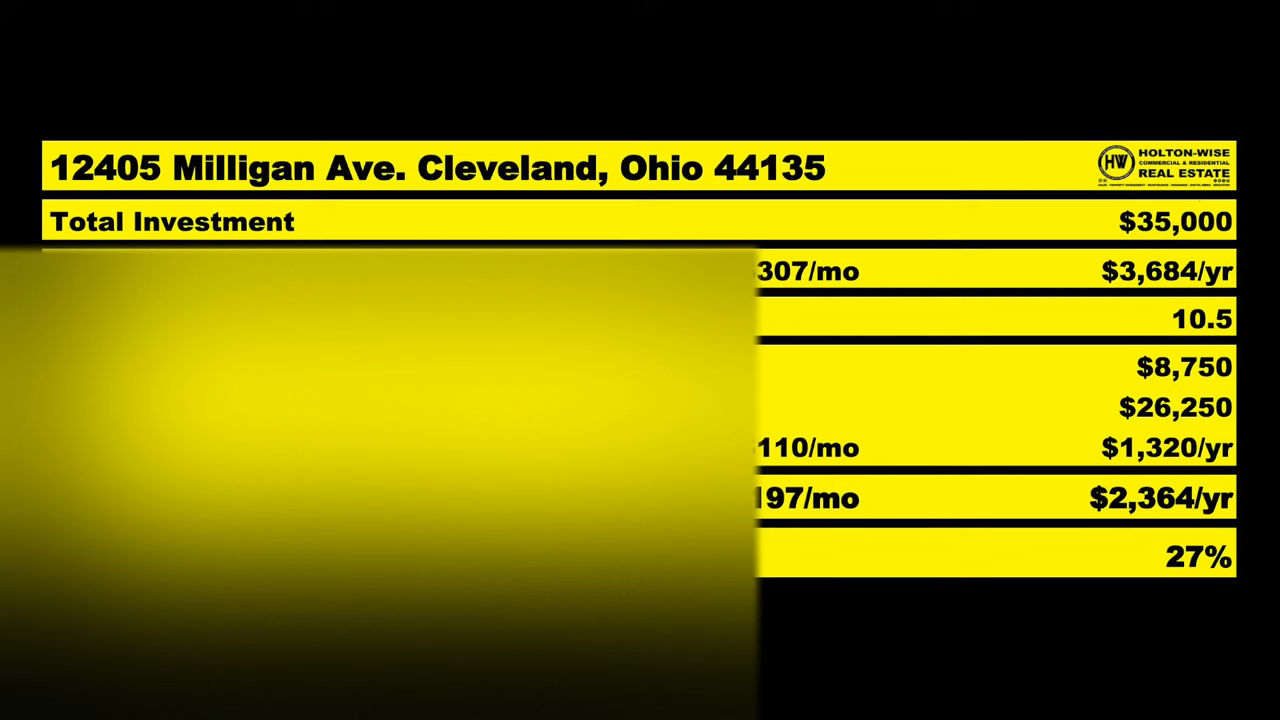 12405 Milligan Ave. Cleveland, Ohio 44135
HW
HOLTON-WISE
COMMERCIAL & RESIDENTIAL
REAL ESTATE
Total Investment $35,000
307/mo $3,684/yr
10.5
$8,750
$26,250
110/mo $1,320/yr
197/mo $2,364/yr
27%